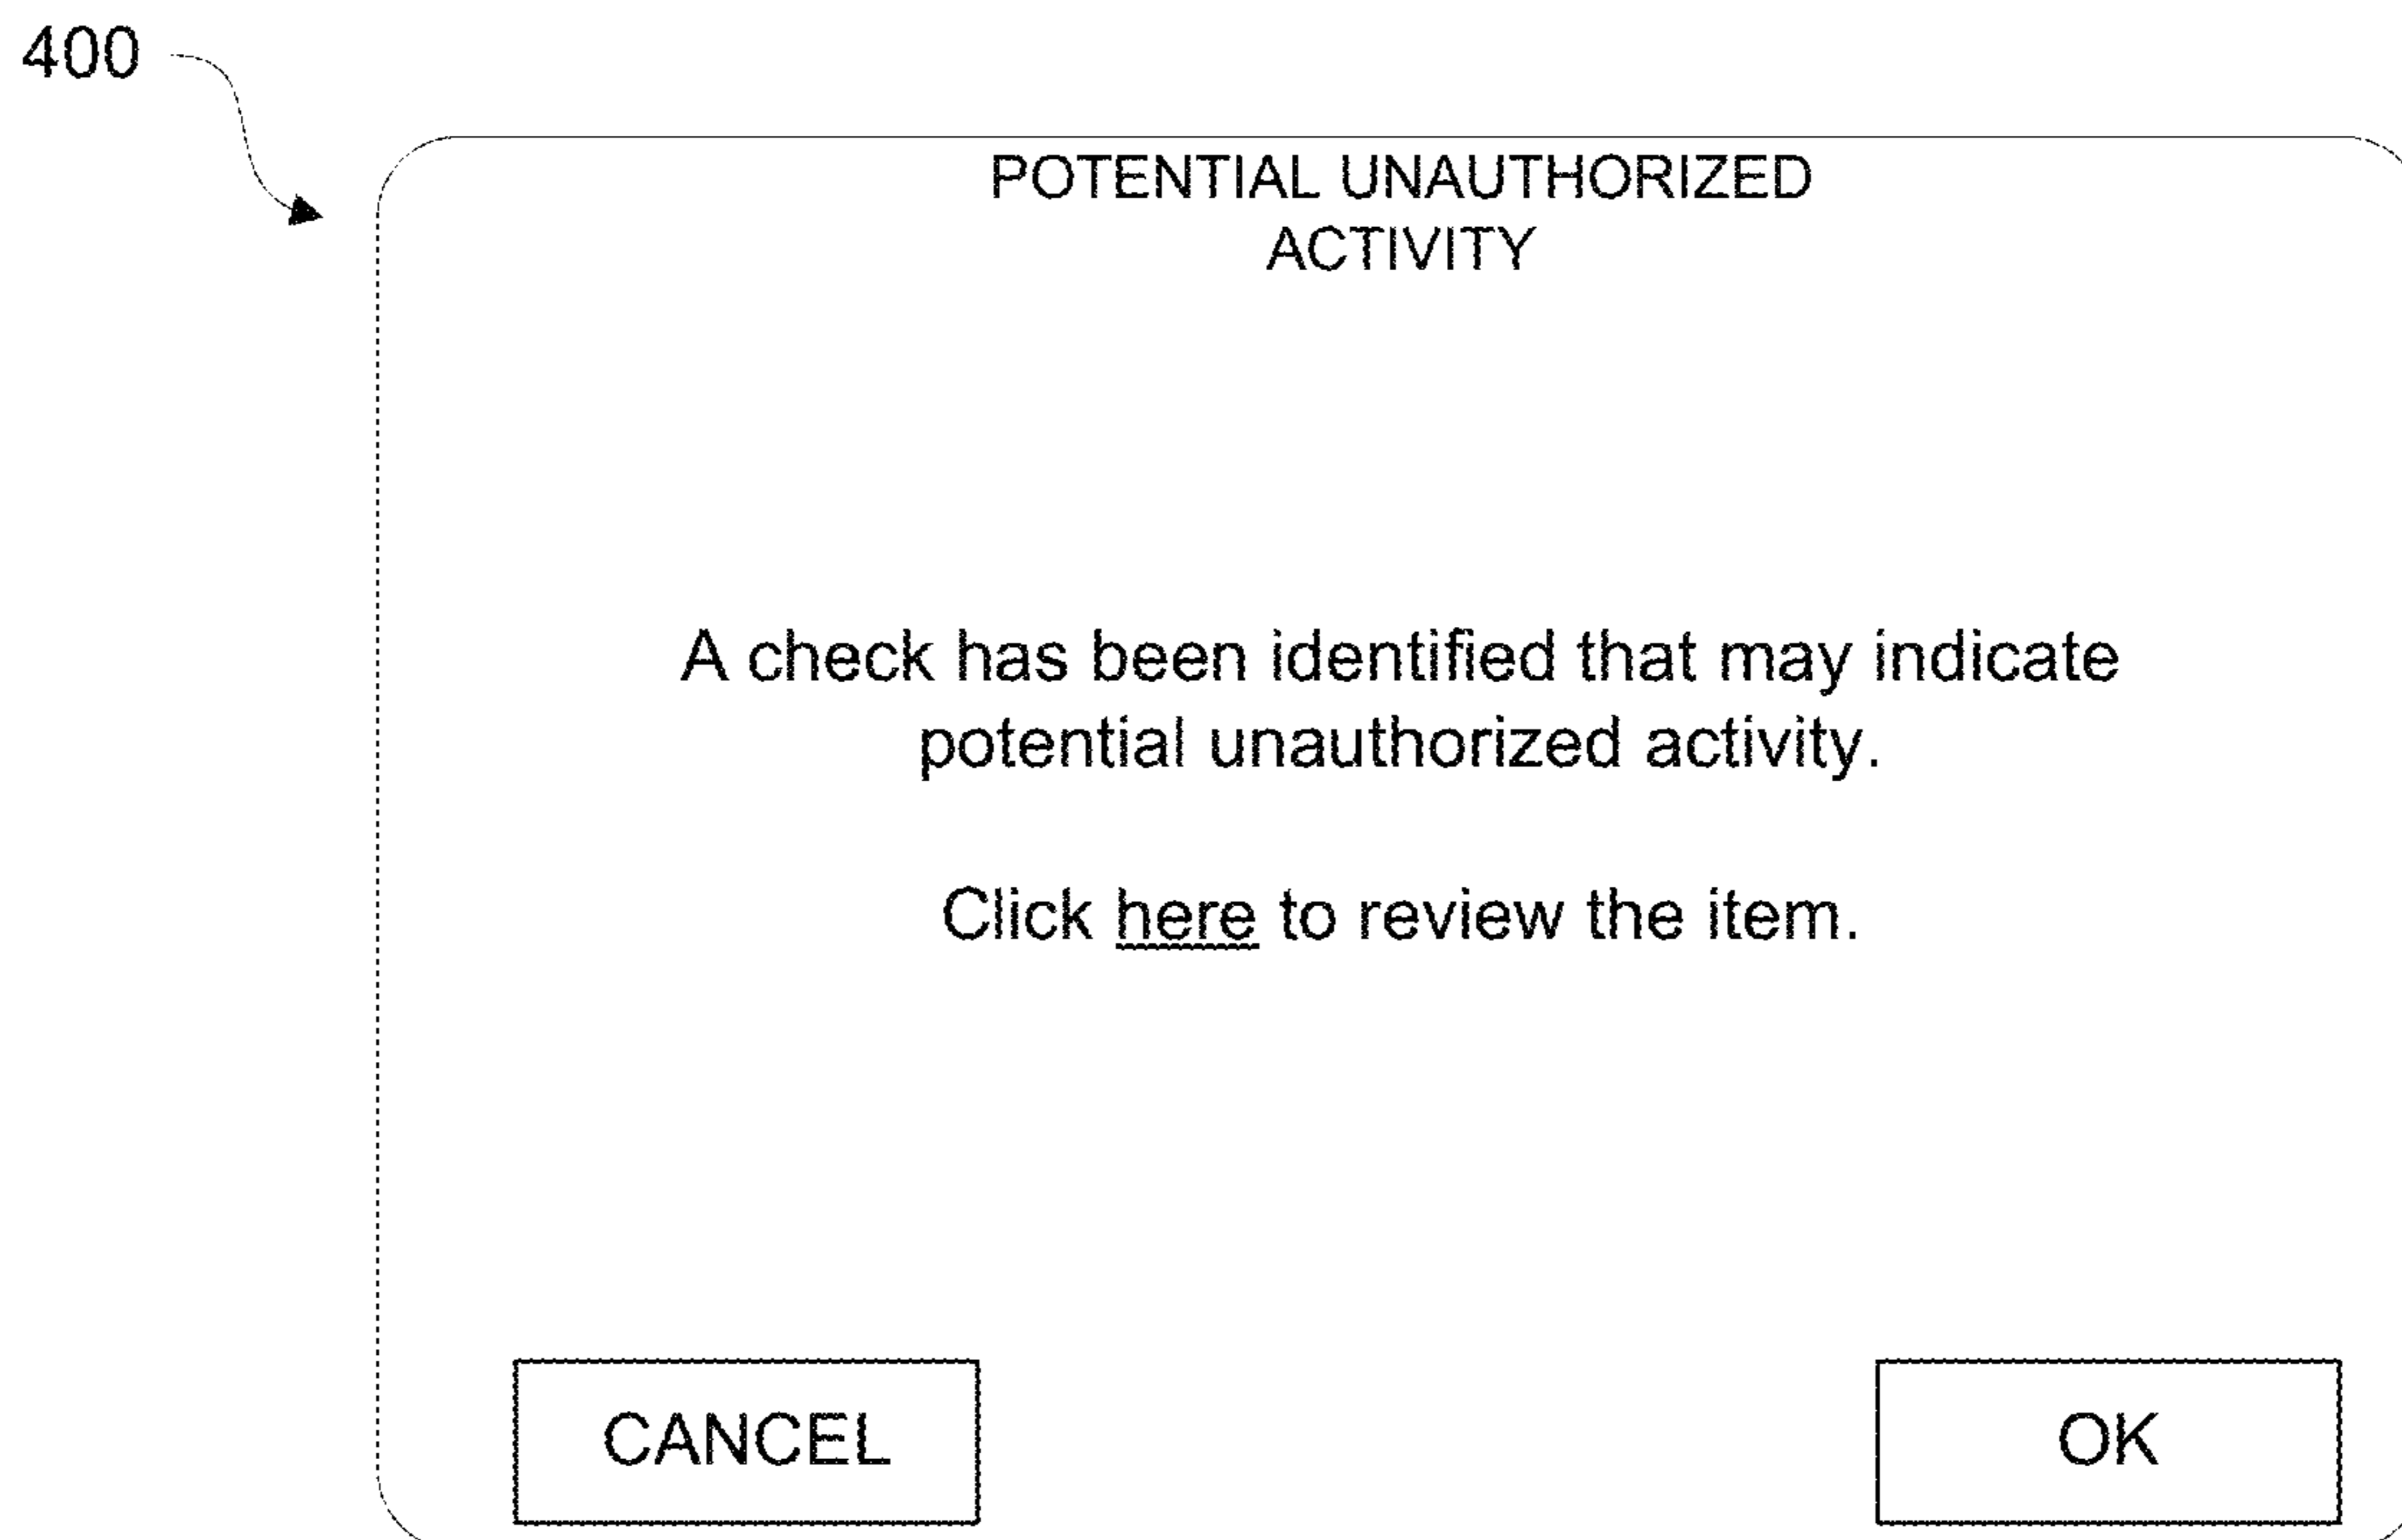 400
POTENTIAL UNAUTHORIZED
ACTIVITY
A check has been identified that may indicate
potential unauthorized activity.
Click here to review the item.
CANCEL
OK